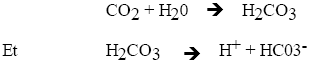 CO2 + H20 → H2CO3
Et H2CO3 → H+ + HC03-